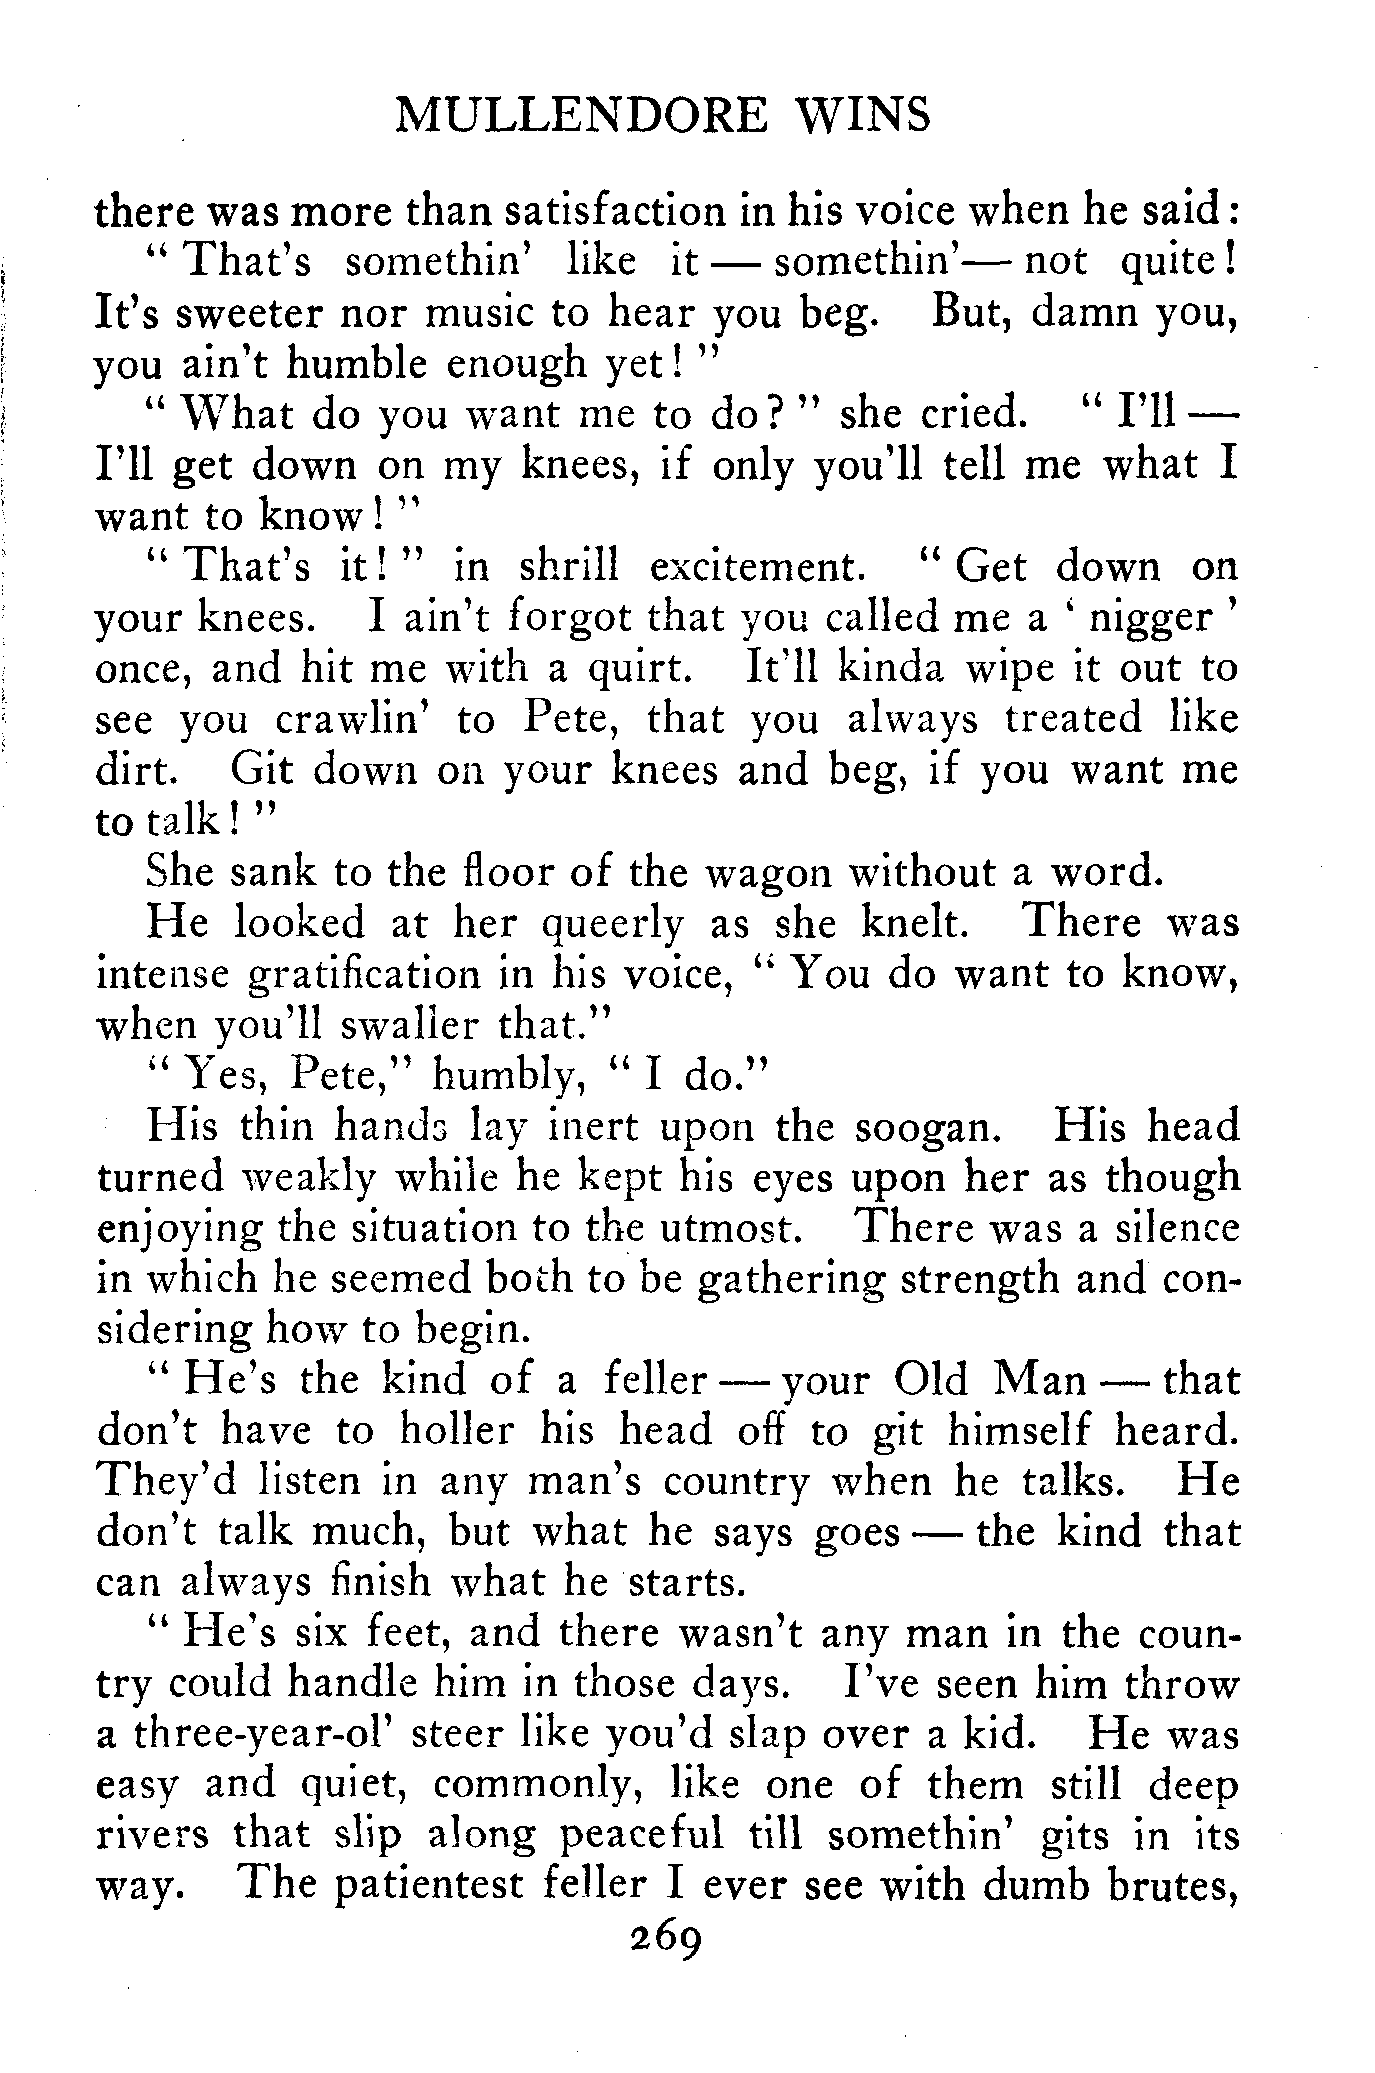 MULLENDORE WINS
there was more than satisfaction in his voice when he said:
" That's somethin' like it — somethin'— not quite!
It's sweeter nor music to hear you beg. But, damn you,
you ain't humble enough yet! "
" What do you want me to do? " she cried. " I'll —
I'll get down on my knees, if only you'll tell me what I
want to know! "
" That's it! " in shrill excitement. " Get down on
your knees. I ain't forgot that you called me a ' nigger '
once, and hit me with a quirt. It'll kinda wipe it out to
see you crawlin' to Pete, that you always treated like
dirt. Git down on your knees and beg, if you want me
to talk! "
She sank to the floor of the wagon without a word.
He looked at her queerly as she knelt. There was
intense gratification in his voice, " You do want to know,
when you'll swaller that."
" Yes, Pete," humbly, " I do."
His thin hands lay inert upon the soogan. His head
turned weakly while he kept his eyes upon her as though
enjoying the situation to the utmost. There was a silence
in which he seemed both to be gathering strength and con-
sidering how to begin.
" He's the kind of a feller — your Old Man — that
don't have to holler his head off to git himself heard.
They'd listen in any man's country when he talks. He
don't talk much, but what he says goes — the kind that
can always finish what he starts.
" He's six feet, and there wasn't any man in the coun-
try could handle him in those days. I've seen him throw
a three-year-ol' steer like you'd slap over a kid. He was
easy and quiet, commonly, like one of them still deep
rivers that slip along peaceful till somethin' gits in its
way. The patientest feller I ever see with dumb brutes,
269